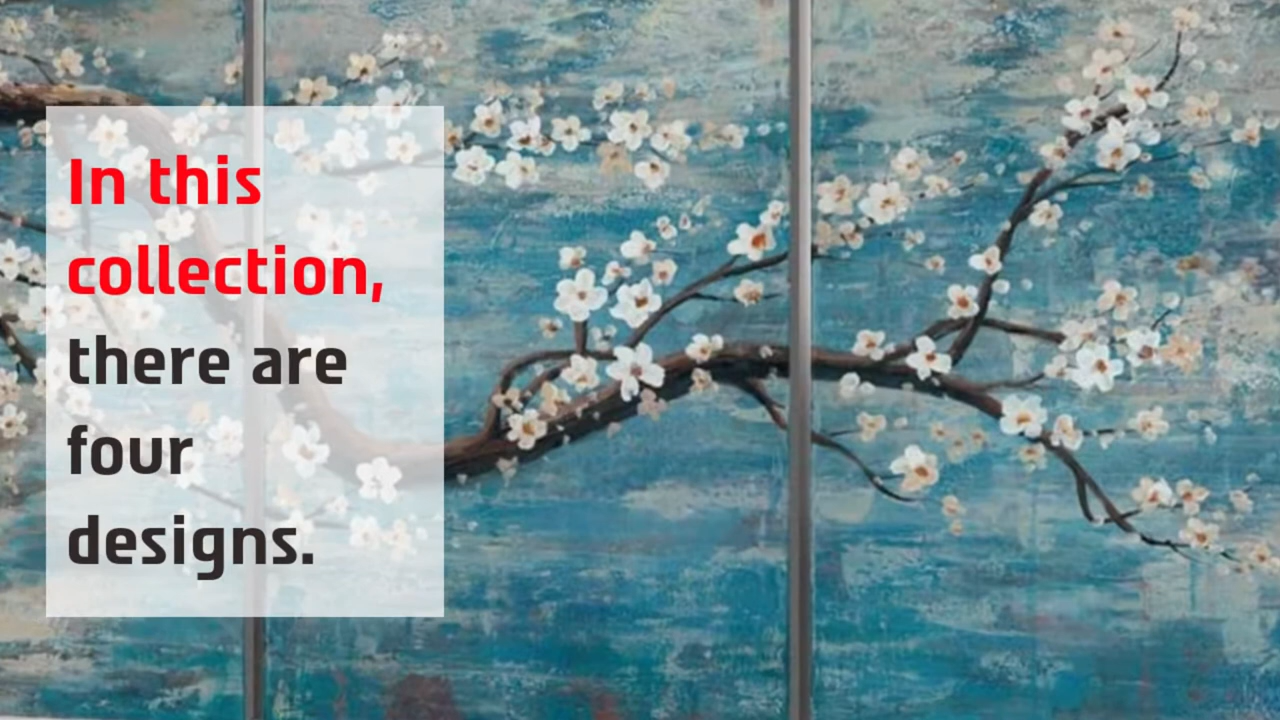 In this
collection,
there are
four
designs.